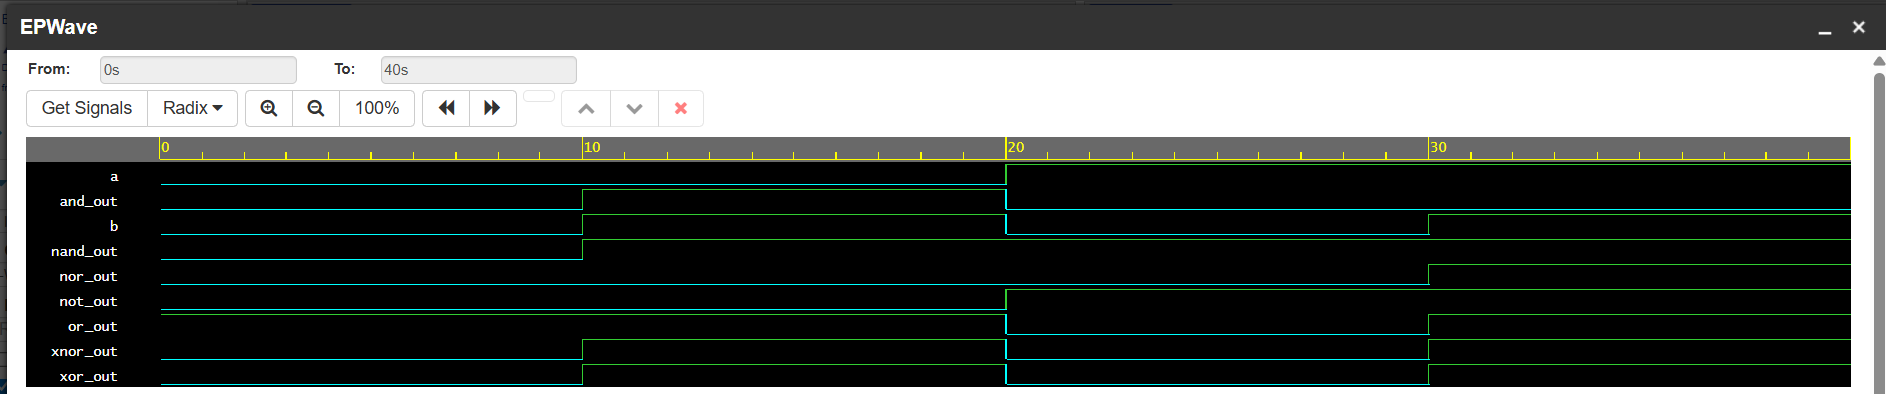 EPWave
From: 0s To: 40s
Get Signals Radix 100%
0 10 20 30
a
and_out
b
nand_out
nor_out
not_out
or_out
xnor_out
xor_out